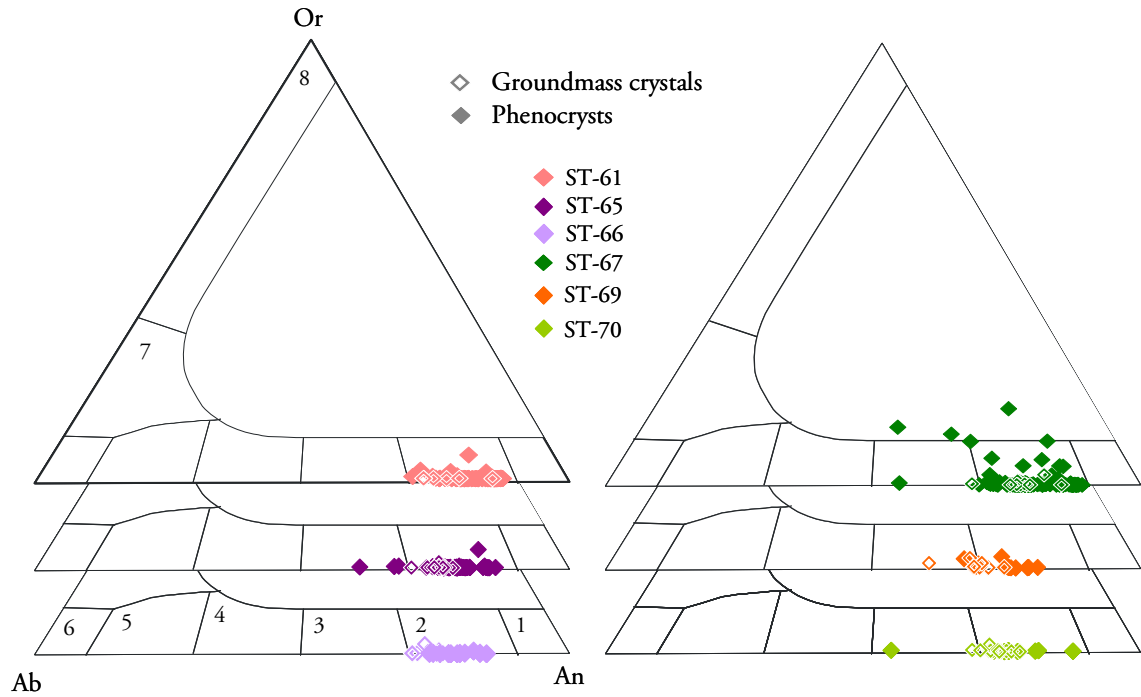 Or
8
Groundmass crystals
Phenocrysts
ST-61
ST-65
ST-66
ST-67
ST-69
ST-70
7
6
5
4
3
2
1
Ab
An